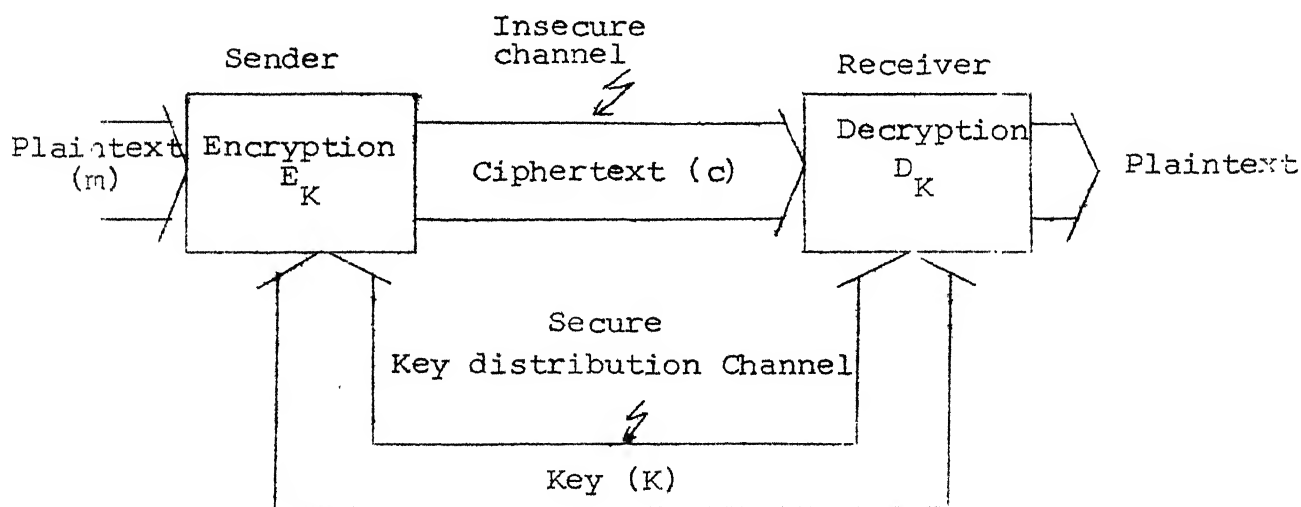 Insecure
channel
Sender
Receiver
Plaintext
(m)
Encryption
E_K
Ciphertext (c)
Decryption
D_K
Plaintext
Secure
Key distribution Channel
Key (K)